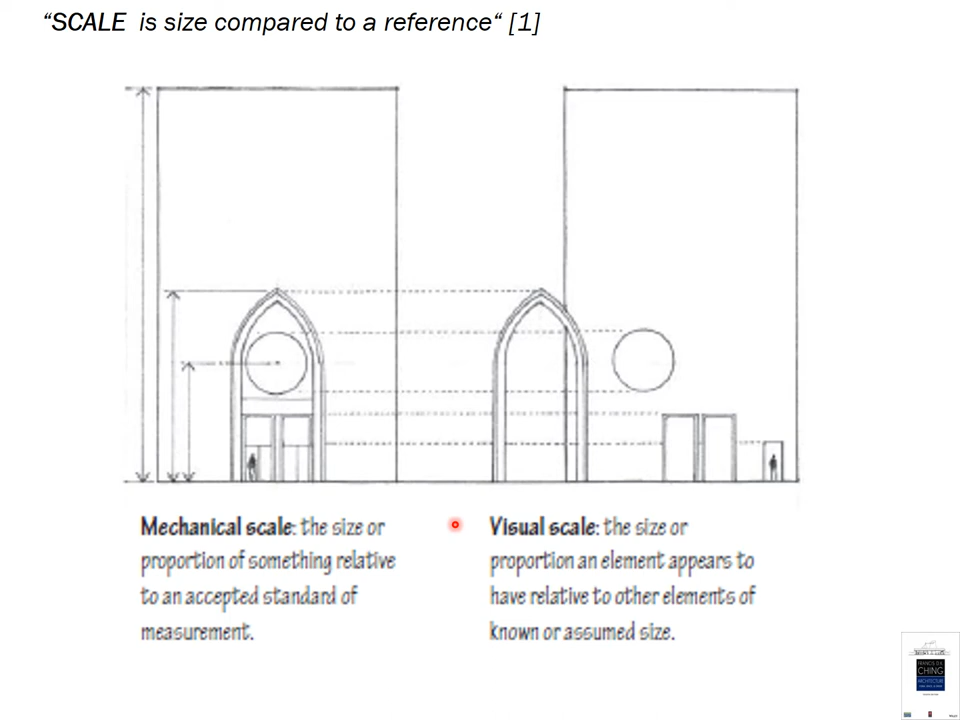 “SCALE is size compared to a reference“ [1]
Mechanical scale: the size or
proportion of something relative
to an accepted standard of
measurement.
Visual scale: the size or
proportion an element appears to
have relative to other elements of
known or assumed size.
CHING
ARCHITECTURE